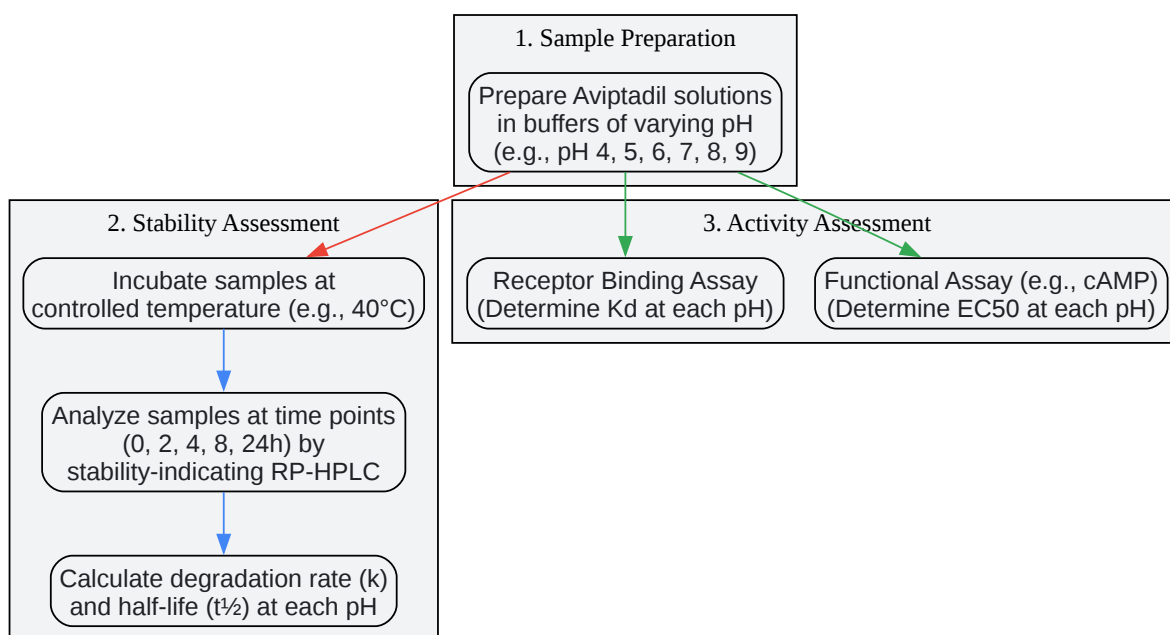 1. Sample Preparation
Prepare Aviptadil solutions
in buffers of varying pH
(e.g., pH 4, 5, 6, 7, 8, 9)
2. Stability Assessment
Incubate samples at
controlled temperature (e.g., 40°C)
Analyze samples at time points
(0, 2, 4, 8, 24h) by
stability-indicating RP-HPLC
Calculate degradation rate (k)
and half-life (t½) at each pH
3. Activity Assessment
Receptor Binding Assay
(Determine Kd at each pH)
Functional Assay (e.g., cAMP)
(Determine EC50 at each pH)